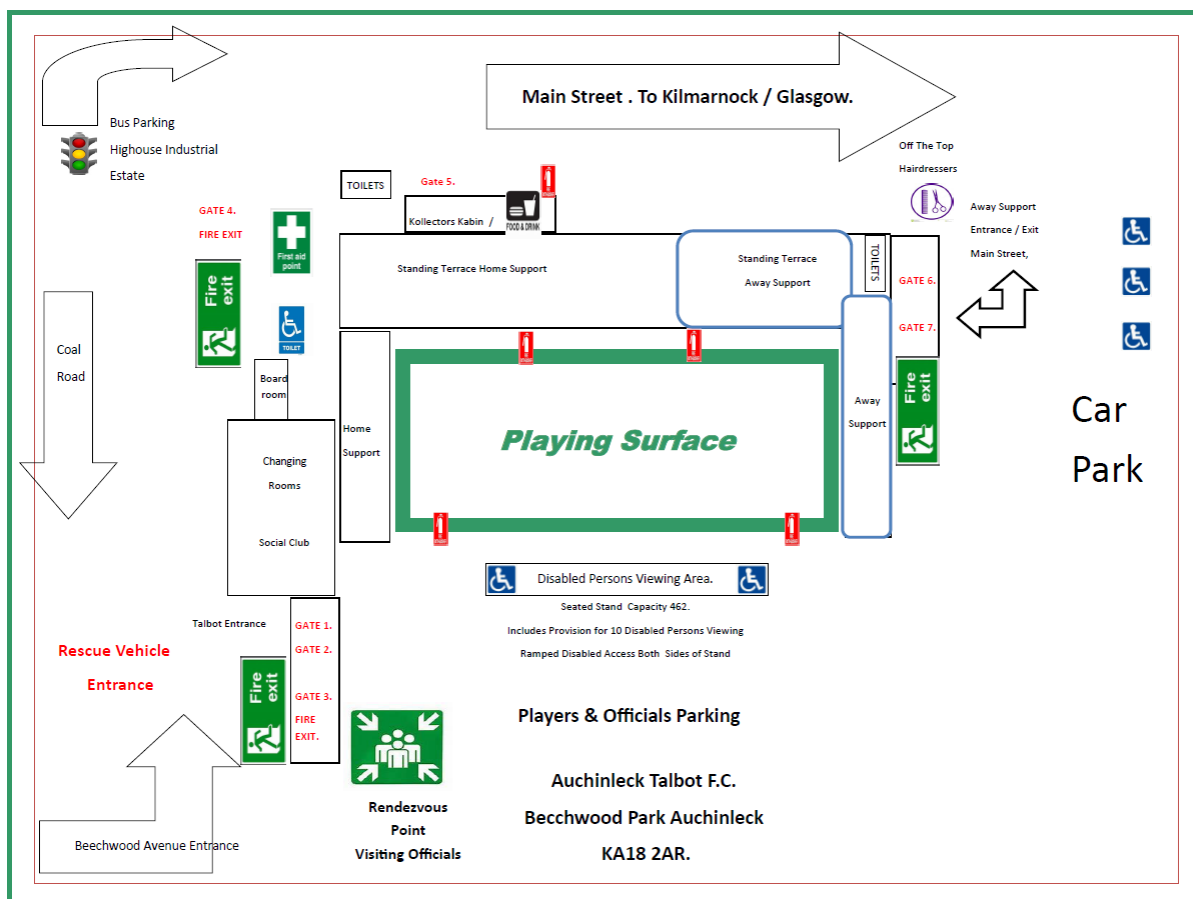 Main Street . To Kilmarnock / Glasgow.
Bus Parking
Highouse Industrial
Estate
Off The Top
Hairdressers
TOILETS
Gate 5.
Kollectors Kabin /
FOOD & DRINK
GATE 4.
FIRE EXIT
First aid
point
Fire
exit
TOILET
Standing Terrace Home Support
Standing Terrace
Away Support
TOILETS
Away Support
Entrance / Exit
Main Street,
GATE 6.
GATE 7.
Fire
exit
Coal
Road
Board
room
Changing
Rooms
Social Club
Home
Support
Playing Surface
Away
Support
Car
Park
Disabled Persons Viewing Area.
Seated Stand Capacity 462.
Includes Provision for 10 Disabled Persons Viewing
Ramped Disabled Access Both Sides of Stand
Talbot Entrance
GATE 1.
GATE 2.
GATE 3.
FIRE
EXIT.
Fire
exit
Rescue Vehicle
Entrance
Beechwood Avenue Entrance
Rendezvous
Point
Visiting Officials
Players & Officials Parking
Auchinleck Talbot F.C.
Becchwood Park Auchinleck
KA18 2AR.